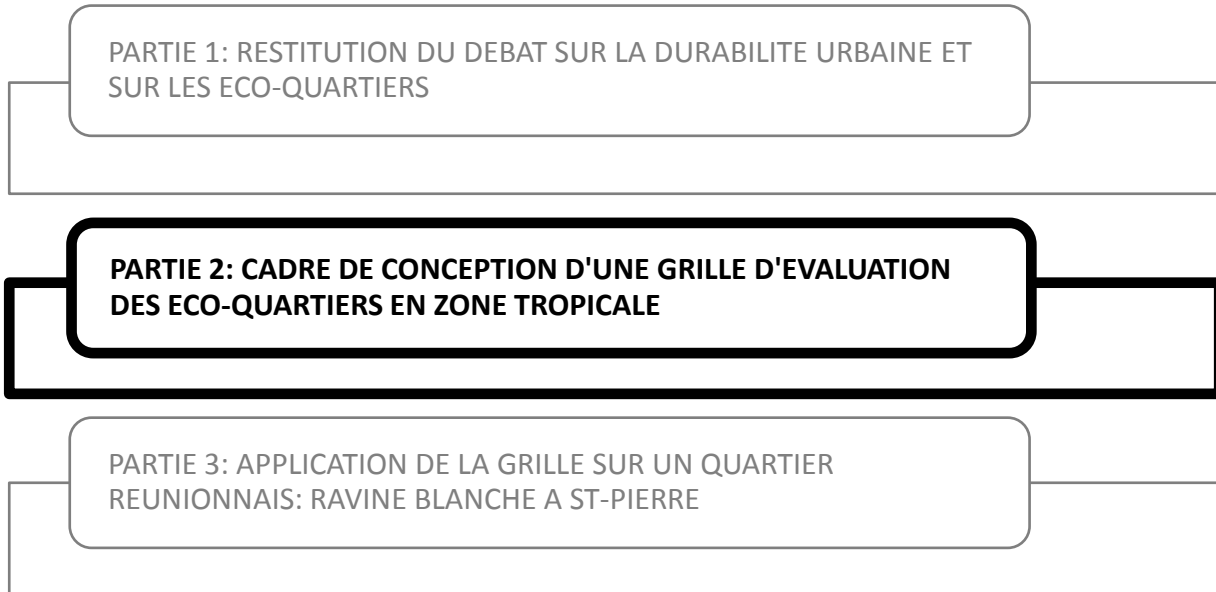 PARTIE 1: RESTITUTION DU DEBAT SUR LA DURABILITE URBAINE ET
SUR LES ECO-QUARTIERS
PARTIE 2: CADRE DE CONCEPTION D'UNE GRILLE D'EVALUATION
DES ECO-QUARTIERS EN ZONE TROPICALE
PARTIE 3: APPLICATION DE LA GRILLE SUR UN QUARTIER
REUNIONNAIS: RAVINE BLANCHE A ST-PIERRE